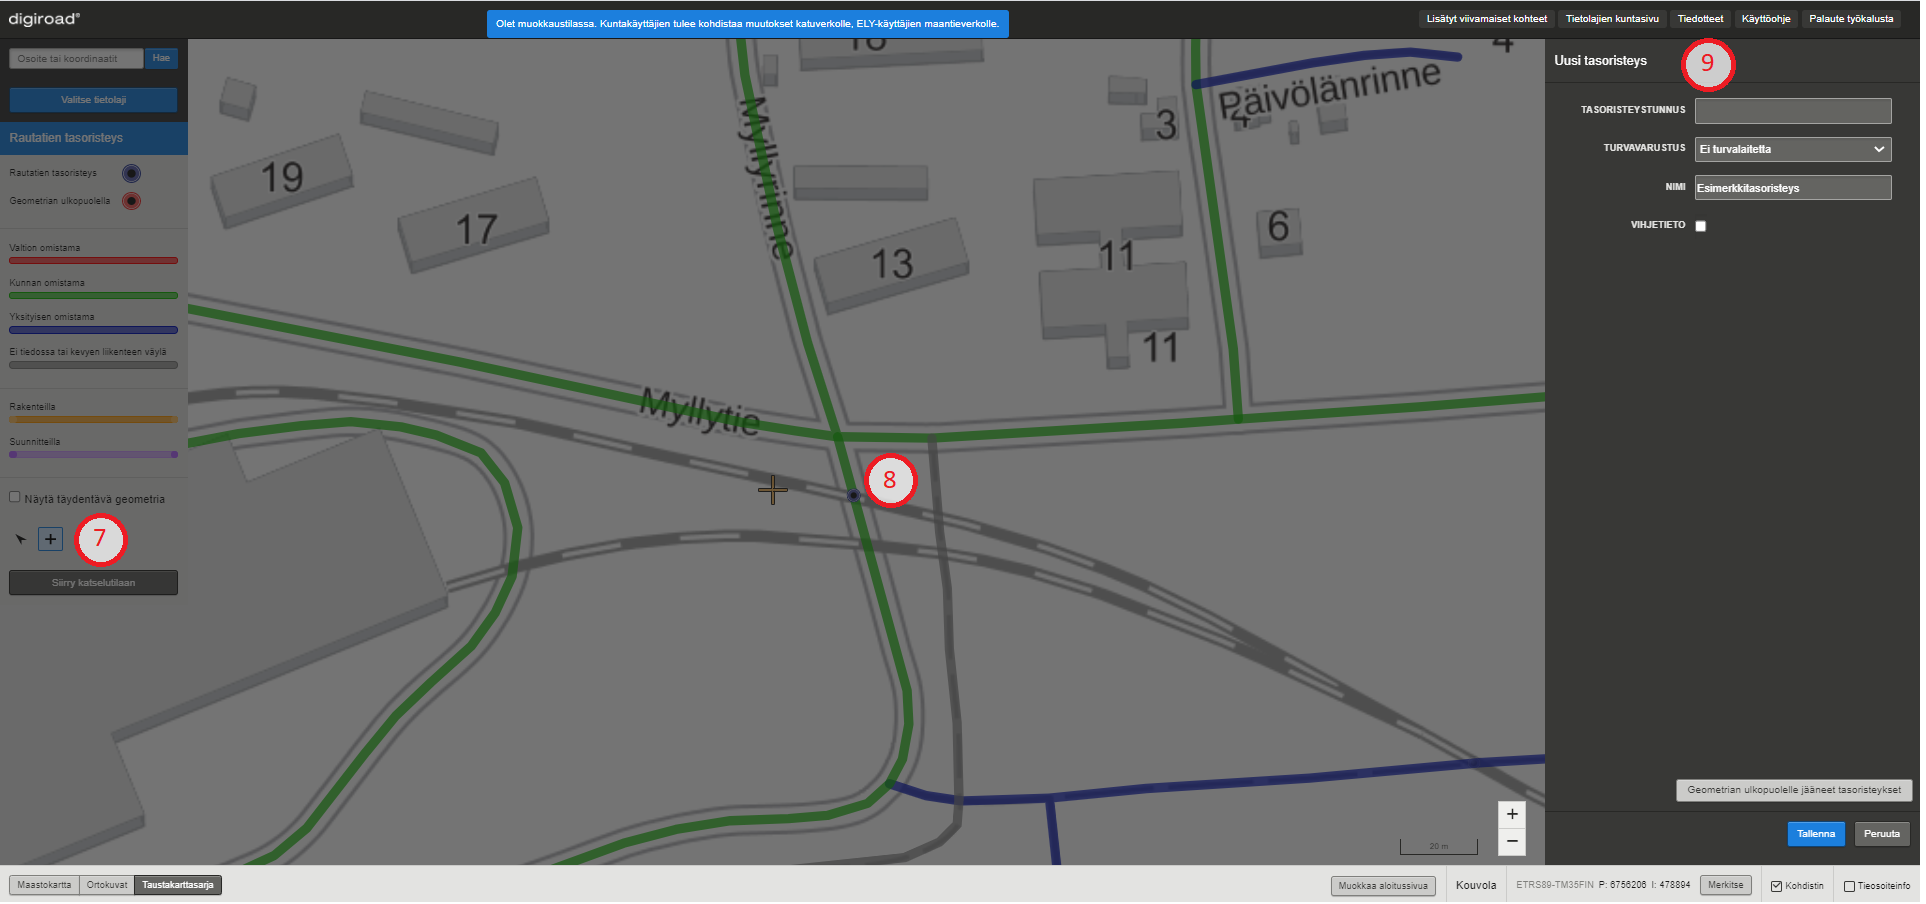 digiroad
Olet muokkaustilassa. Kuntakäyttäjien tulee kohdistaa muutokset katuverkolle, ELY-käyttäjien maantieverkolle.
Lisätyt viivamaiset kohteet
Tietolajien kuntasivu
Tiedotteet
Käyttöohje
Palaute työkalusta
Osoite tai koordinaatit
Hae
Valitse tietolaji
Rautatien tasoristeys
Rautatien tasoristeys
Geometrian ulkopuolella
Valtion omistama
Kunnan omistama
Yksityisen omistama
Ei tiedossa tai kevyen liikenteen väylä
Rakenteilla
Suunnitteilla
Näytä täydentävä geometria
7
Siirry katselutilaan
19
17
13
11
11
3
6
4
Myllyrinne
Myllytie
Päivölänrinne
8
20 m
+
−
Uusi tasoristeys
9
TASORISTEYSTUNNUS
TURVAVARUSTUS
Ei turvalaitetta
NIMI
Esimerkkitasoristeys
VIHJETIETO
Geometrian ulkopuolelle jääneet tasoristeykset
Tallenna
Peruuta
Maastokartta
Ortokuvat
Taustakarttasarja
Muokkaa aloitussivua
Kouvola
ETRS89-TM35FIN P: 6756206 I: 478894
Merkitse
Kohdistin
Tieosoiteinfo